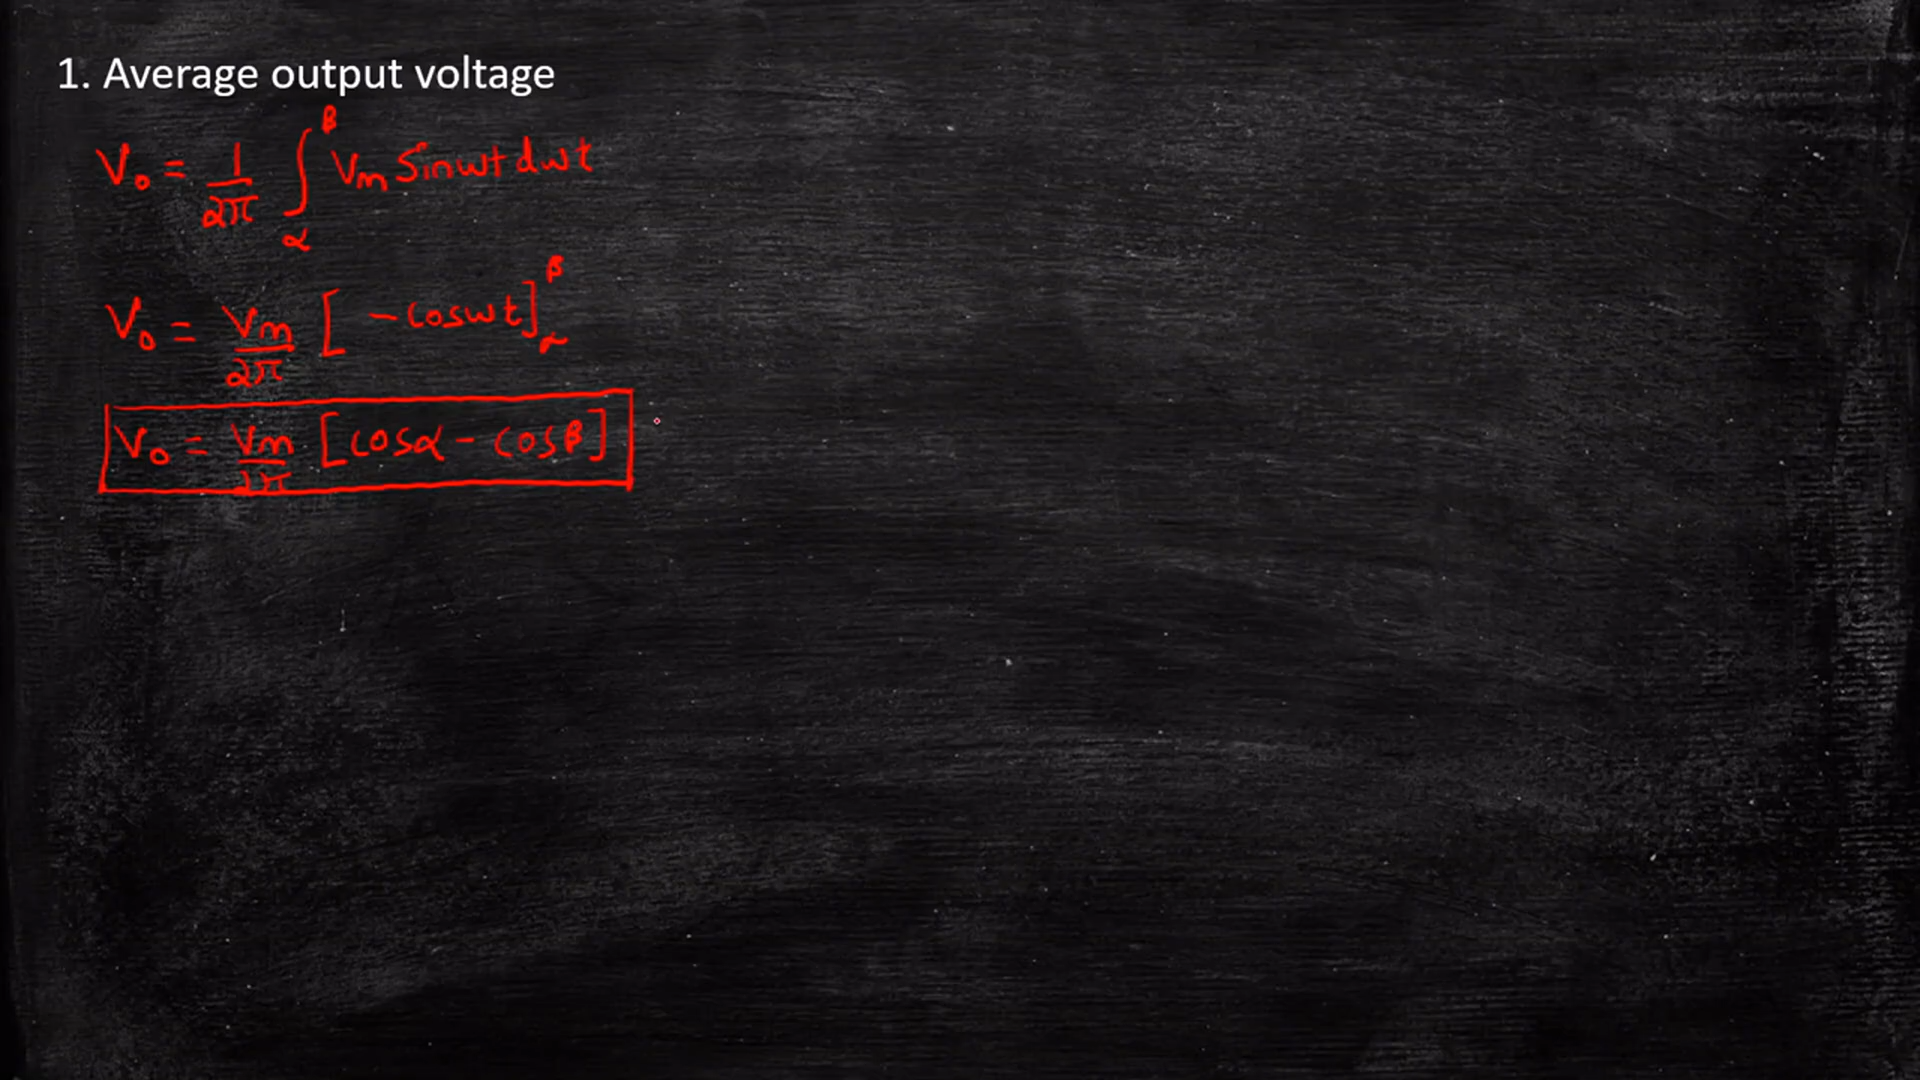 1. Average output voltage
V₀ = 1/2π ∫_α^β Vm Sinωt dωt
V₀ = Vm/2π [-cosωt]_α^β
V₀ = Vm/2π [cosα - cosβ]